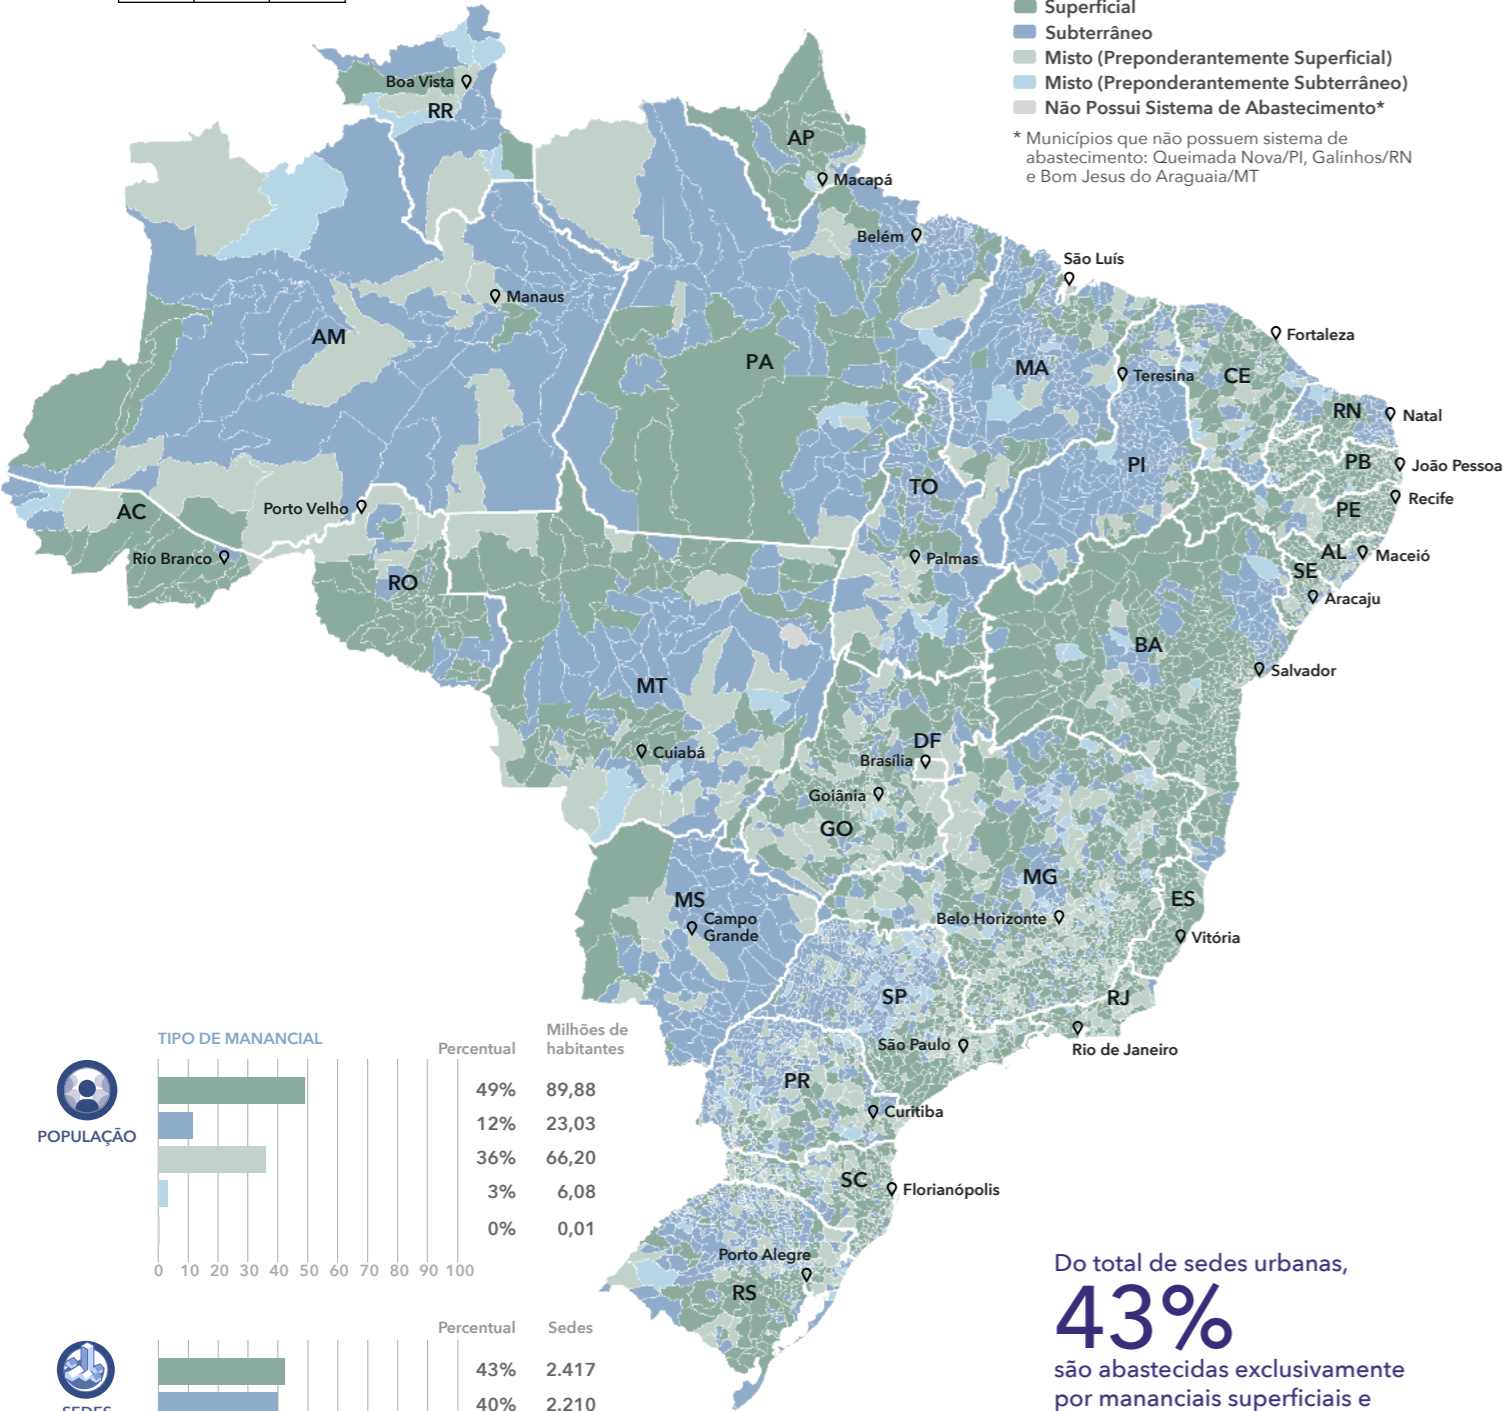 Superficial
Subterrâneo
Misto (Preponderantemente Superficial)
Misto (Preponderantemente Subterrâneo)
Não Possui Sistema de Abastecimento*
* Municípios que não possuem sistema de
abastecimento: Queimada Nova/PI, Galinhos/RN
e Bom Jesus do Araguaia/MT
Boa Vista
RR
AP
Macapá
Belém
São Luís
Manaus
AM
PA
MA
Teresina
CE
Fortaleza
RN
Natal
PI
PB
João Pessoa
TO
PE
Recife
AC
Porto Velho
Rio Branco
RO
Palmas
AL
Maceió
SE
Aracaju
BA
Salvador
MT
Cuiabá
DF
Brasília
Goiânia
GO
MG
MS
Campo
Grande
Belo Horizonte
ES
Vitória
SP
RJ
São Paulo
Rio de Janeiro
PR
Curitiba
SC
Florianópolis
Porto Alegre
RS
TIPO DE MANANCIAL
Percentual
Milhões de
habitantes
POPULAÇÃO
49% 89,88
12% 23,03
36% 66,20
3% 6,08
0% 0,01
0 10 20 30 40 50 60 70 80 90 100
Percentual Sedes
43% 2.417
40% 2.210
SEDES
Do total de sedes urbanas,
43%
são abastecidas exclusivamente
por mananciais superficiais e